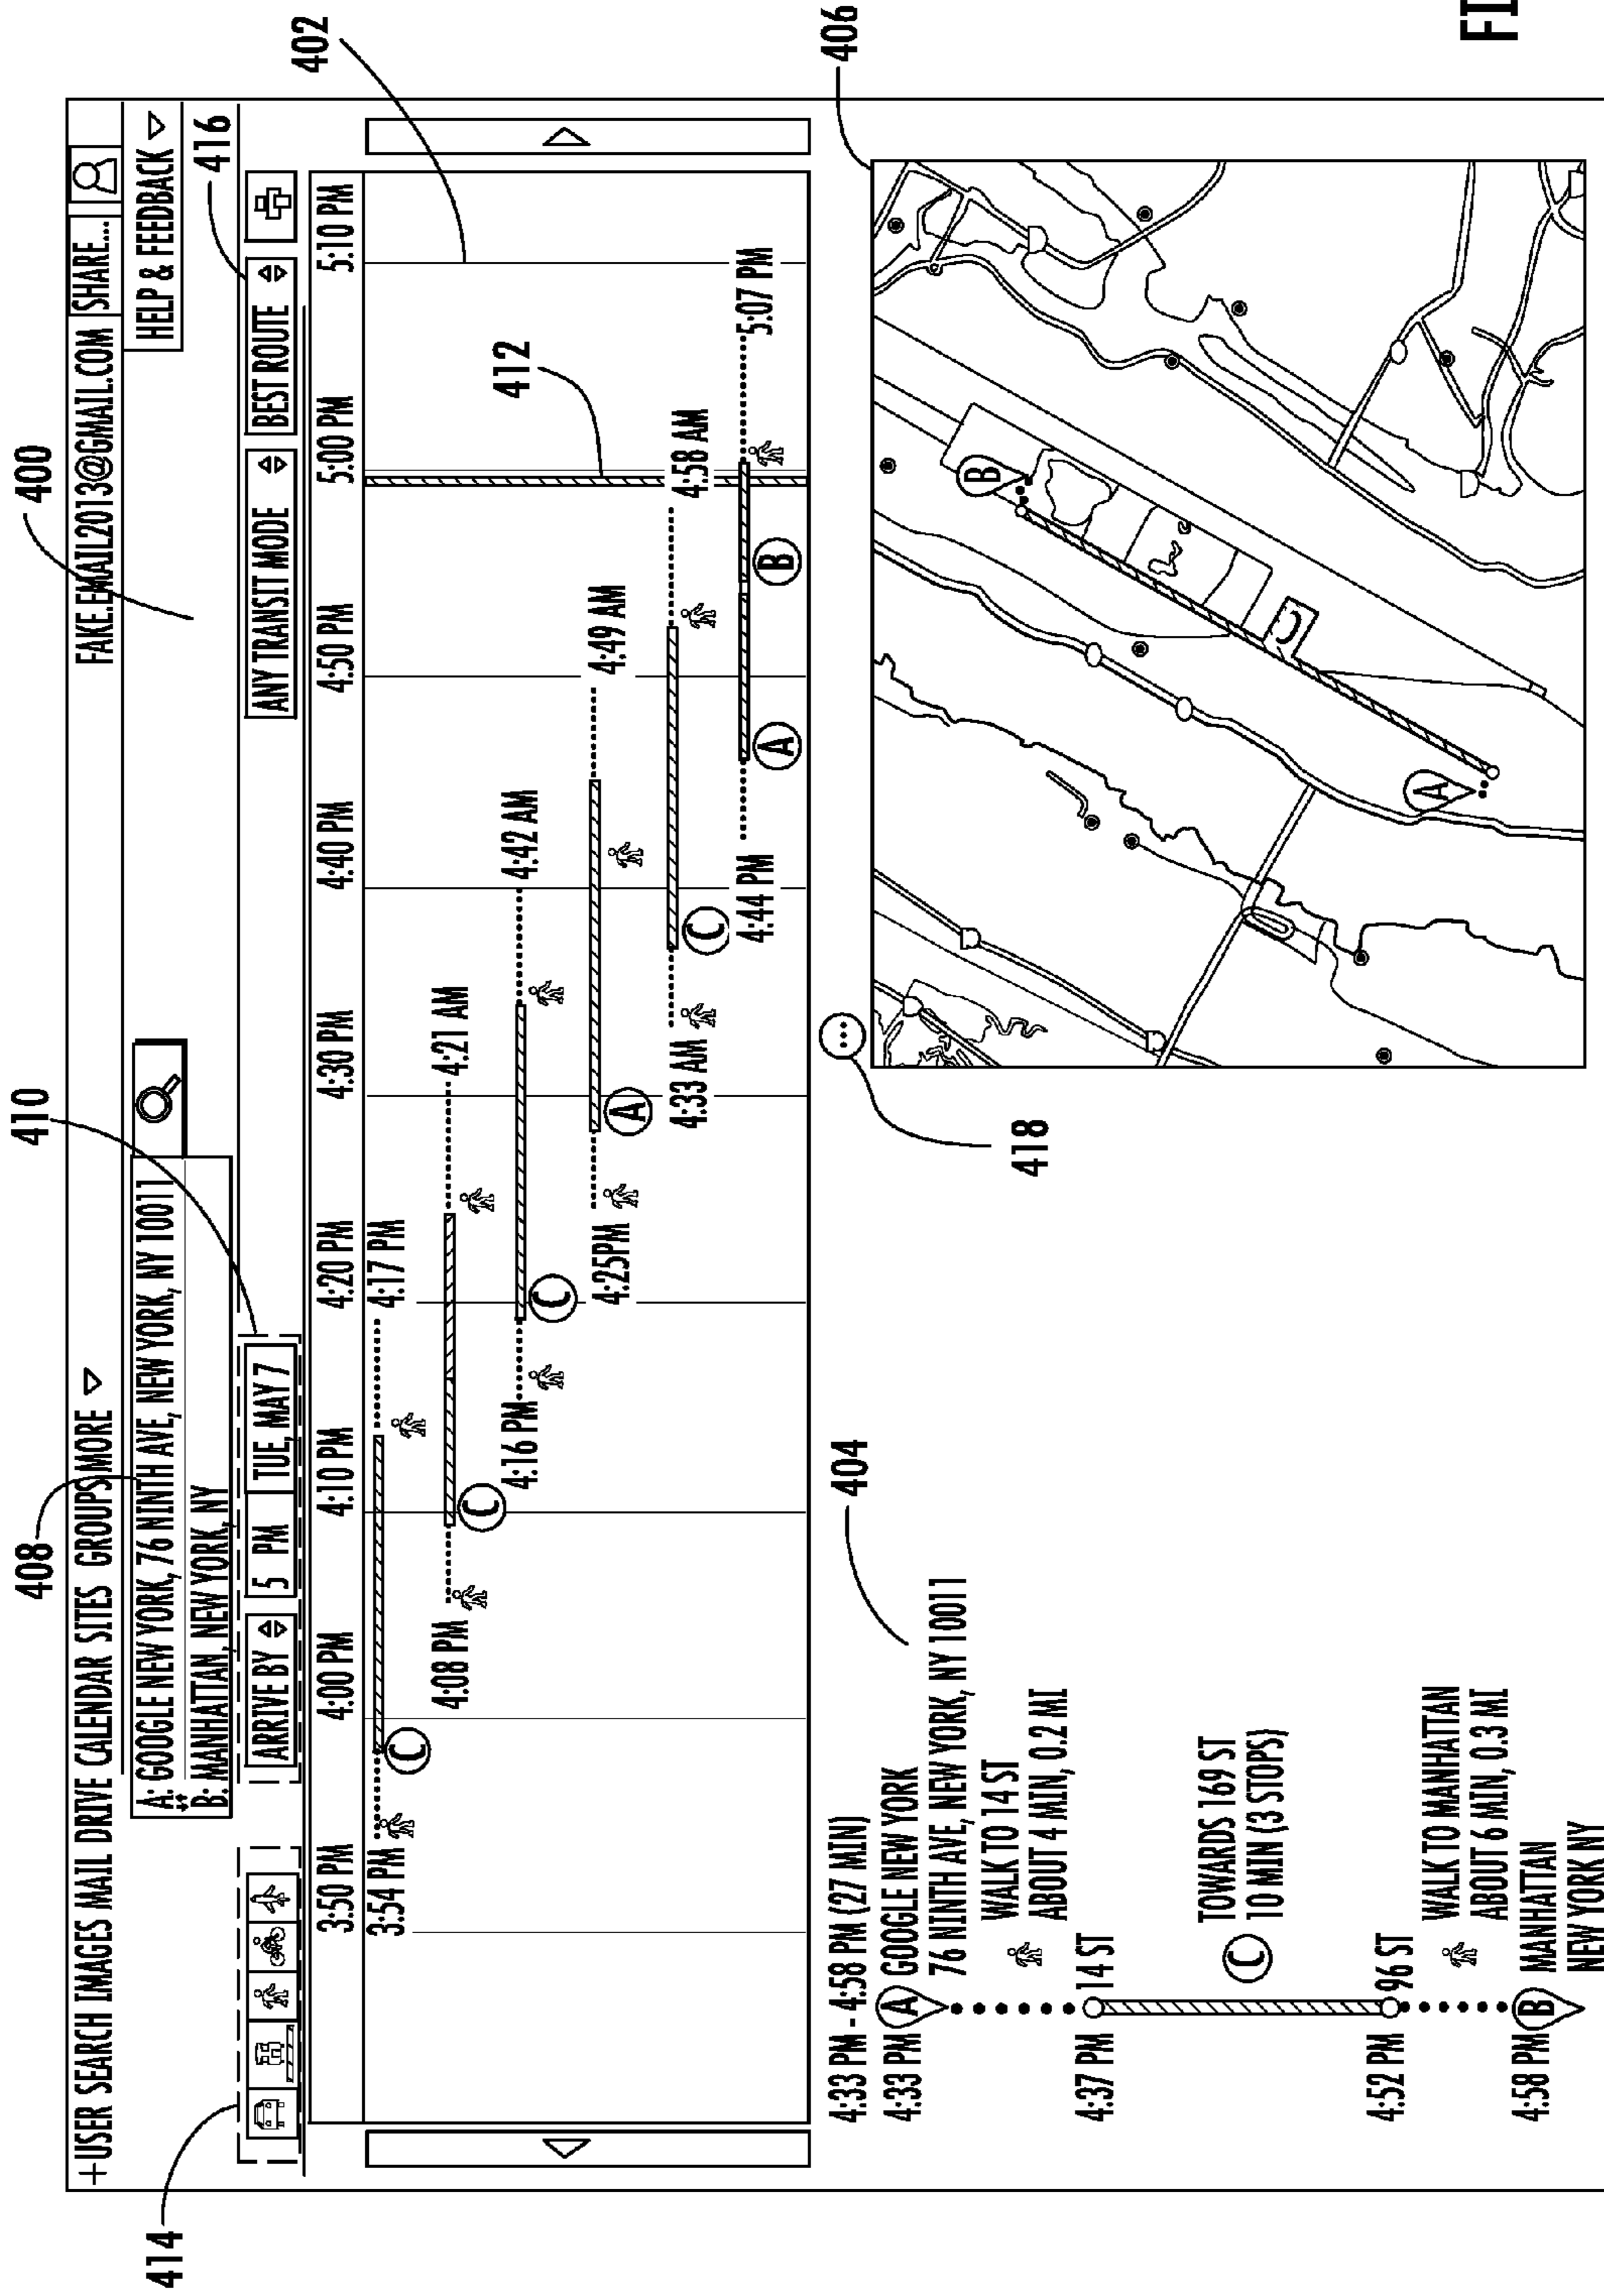 400
+USER SEARCH IMAGES MAIL DRIVE CALENDAR SITES GROUPS MORE
FAKE.EMAIL2013@GMAIL.COM SHARE...
408
410
A: GOOGLE NEW YORK, 76 NINTH AVE, NEW YORK, NY 10011
B: MANHATTAN, NEW YORK, NY
HELP & FEEDBACK
414
416
ARRIVE BY 5 PM TUE, MAY 7
ANY TRANSIT MODE BEST ROUTE
402
3:50 PM 4:00 PM 4:10 PM 4:20 PM 4:30 PM 4:40 PM 4:50 PM 5:00 PM 5:10 PM
3:54 PM C 4:17 PM
4:08 PM C 4:21 AM
412
4:16 PM C 4:42 AM
4:25PM A 4:49 AM
4:33 AM C 4:58 AM
4:44 PM A B 5:07 PM
404
418
406
4:33 PM - 4:58 PM (27 MIN)
4:33 PM A GOOGLE NEW YORK
76 NINTH AVE, NEW YORK, NY 10011
WALK TO 14 ST
ABOUT 4 MIN, 0.2 MI
4:37 PM 14 ST
TOWARDS 169 ST
C 10 MIN (3 STOPS)
4:52 PM 96 ST
WALK TO MANHATTAN
ABOUT 6 MIN, 0.3 MI
4:58 PM B MANHATTAN
NEW YORK NY
B
C
A
FI